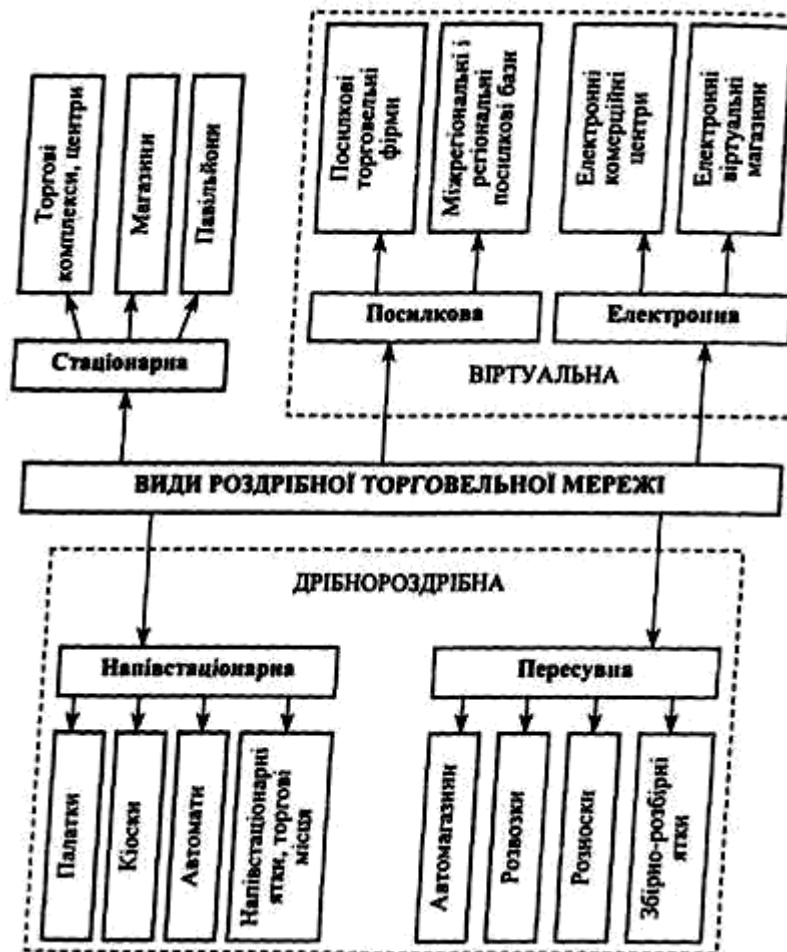 Торгові
комплекси, центри
Магазини
Павільйони
Посилкові
торговельні
фірми
Міжрегіональні і
регіональні
посилкові бази
Електронні
комерційні
центри
Електронні
віртуальні
магазини
Стаціонарна
Посилкова
Електронна
ВІРТУАЛЬНА
ВИДИ РОЗДРІБНОЇ ТОРГОВЕЛЬНОЇ МЕРЕЖІ
ДРІБНОРОЗДРІБНА
Напівстаціонарна
Пересувна
Палатки
Кіоски
Автомати
Напівстаціонарні
ятки, торгові
місця
Автомагазини
Розвозки
Розноски
Збірно-розбірні
ятки